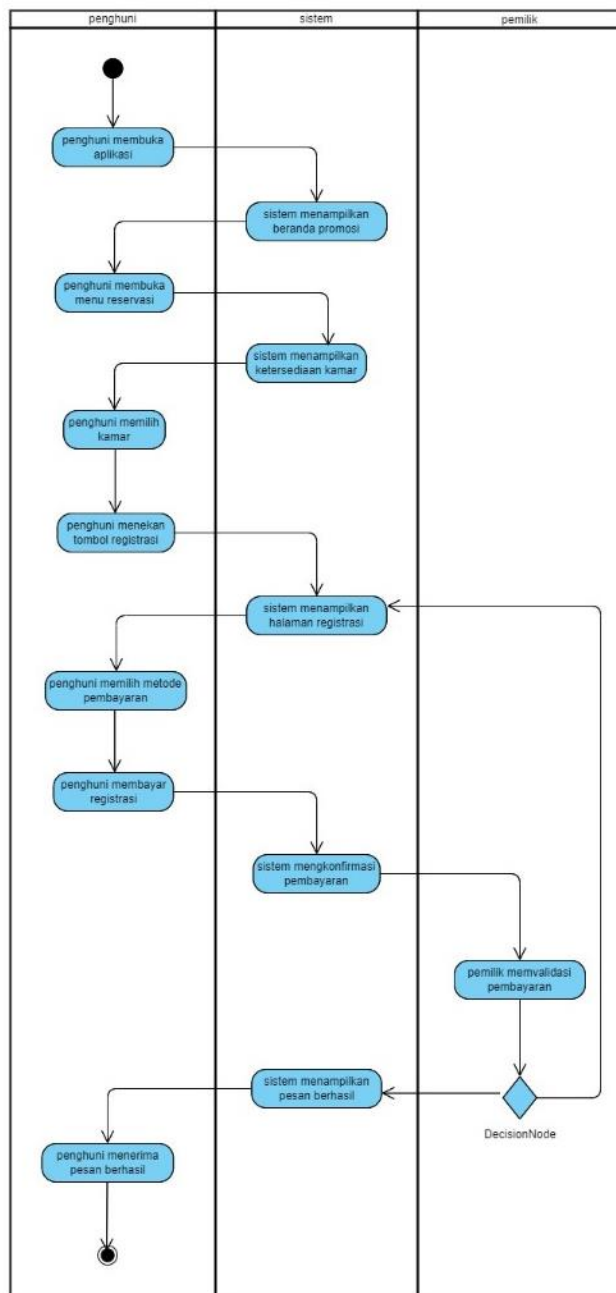 penghuni
sistem
pemilik
penghuni membuka
aplikasi
sistem menampilkan
beranda promosi
penghuni membuka
menu reservasi
sistem menampilkan
ketersediaan kamar
penghuni memilih
kamar
penghuni menekan
tombol registrasi
sistem menampilkan
halaman registrasi
penghuni memilih metode
pembayaran
penghuni membayar
registrasi
sistem mengkonfirmasi
pembayaran
pemilik memvalidasi
pembayaran
sistem menampilkan
pesan berhasil
DecisionNode
penghuni menerima
pesan berhasil